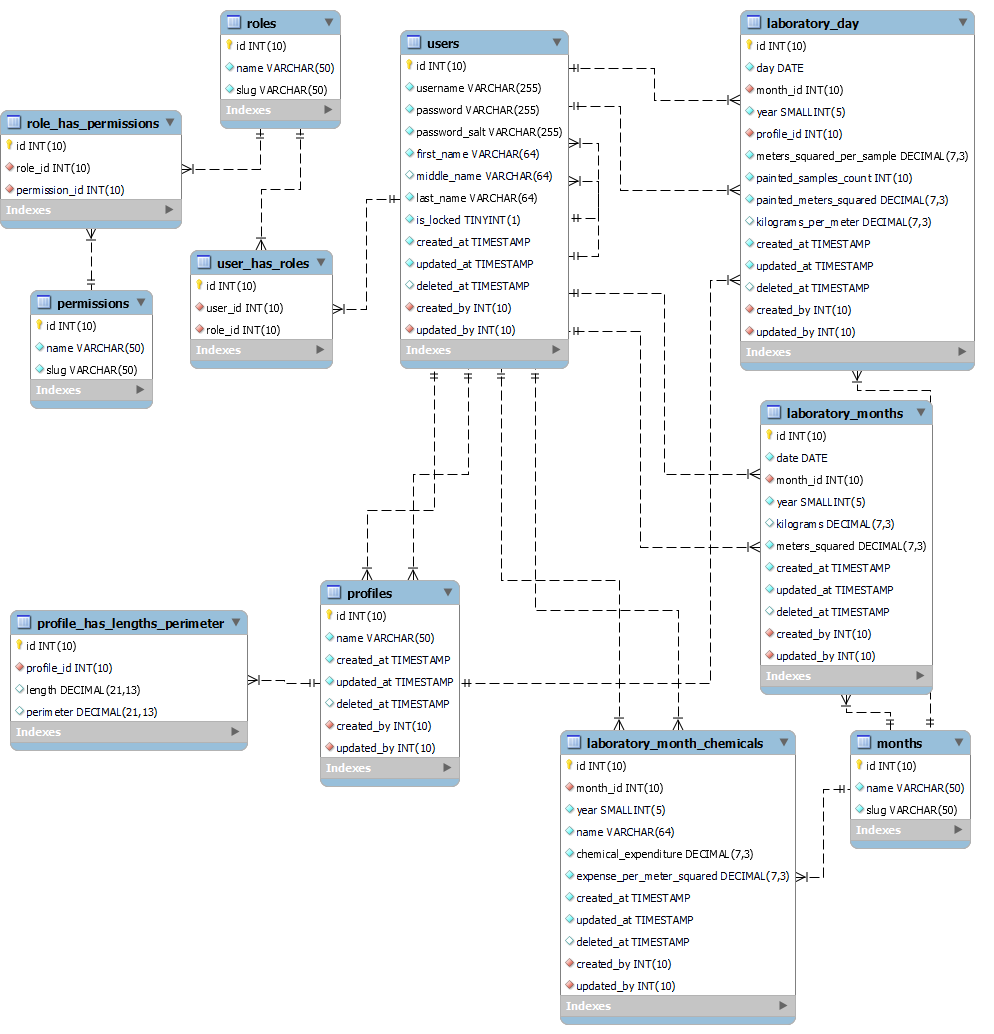 roles
id INT(10)
name VARCHAR(50)
slug VARCHAR(50)
Indexes
role_has_permissions
id INT(10)
role_id INT(10)
permission_id INT(10)
Indexes
permissions
id INT(10)
name VARCHAR(50)
slug VARCHAR(50)
Indexes
user_has_roles
id INT(10)
user_id INT(10)
role_id INT(10)
Indexes
users
id INT(10)
username VARCHAR(255)
password VARCHAR(255)
password_salt VARCHAR(255)
first_name VARCHAR(64)
middle_name VARCHAR(64)
last_name VARCHAR(64)
is_locked TINYINT(1)
created_at TIMESTAMP
updated_at TIMESTAMP
deleted_at TIMESTAMP
created_by INT(10)
updated_by INT(10)
Indexes
laboratory_day
id INT(10)
day DATE
month_id INT(10)
year SMALLINT(5)
profile_id INT(10)
meters_squared_per_sample DECIMAL(7,3)
painted_samples_count INT(10)
painted_meters_squared DECIMAL(7,3)
kilograms_per_meter DECIMAL(7,3)
created_at TIMESTAMP
updated_at TIMESTAMP
deleted_at TIMESTAMP
created_by INT(10)
updated_by INT(10)
Indexes
laboratory_months
id INT(10)
date DATE
month_id INT(10)
year SMALLINT(5)
kilograms DECIMAL(7,3)
meters_squared DECIMAL(7,3)
created_at TIMESTAMP
updated_at TIMESTAMP
deleted_at TIMESTAMP
created_by INT(10)
updated_by INT(10)
Indexes
profile_has_lengths_perimeter
id INT(10)
profile_id INT(10)
length DECIMAL(21,13)
perimeter DECIMAL(21,13)
Indexes
profiles
id INT(10)
name VARCHAR(50)
created_at TIMESTAMP
updated_at TIMESTAMP
deleted_at TIMESTAMP
created_by INT(10)
updated_by INT(10)
Indexes
laboratory_month_chemicals
id INT(10)
month_id INT(10)
year SMALLINT(5)
name VARCHAR(64)
chemical_expenditure DECIMAL(7,3)
expense_per_meter_squared DECIMAL(7,3)
created_at TIMESTAMP
updated_at TIMESTAMP
deleted_at TIMESTAMP
created_by INT(10)
updated_by INT(10)
Indexes
months
id INT(10)
name VARCHAR(50)
slug VARCHAR(50)
Indexes